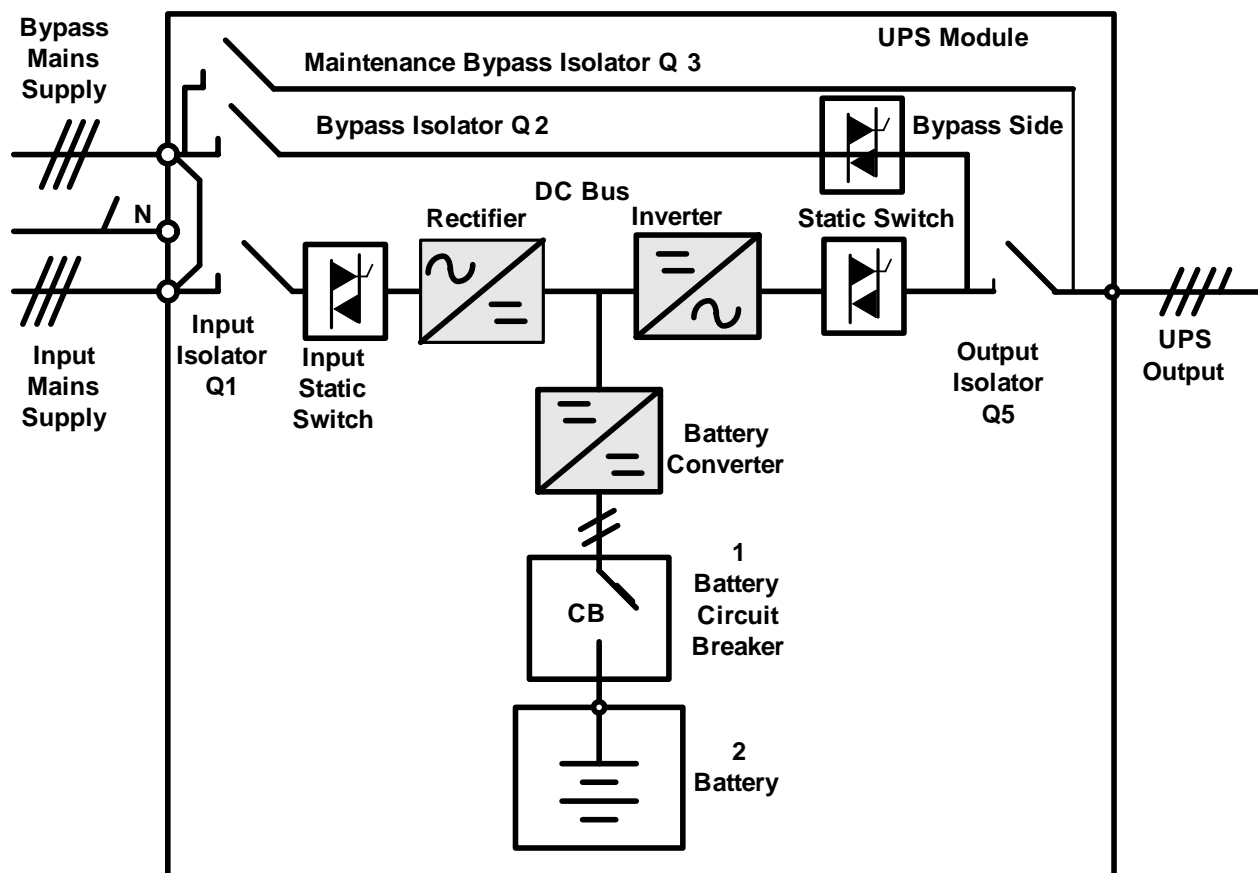 Bypass
Mains
Supply
UPS Module
Maintenance Bypass Isolator Q 3
Bypass Isolator Q 2
Bypass Side
DC Bus
N
Rectifier
Inverter
Static Switch
Input
Mains
Supply
Input
Isolator
Q1
Input
Static
Switch
Output
Isolator
Q5
UPS
Output
Battery
Converter
CB
1
Battery
Circuit
Breaker
2
Battery